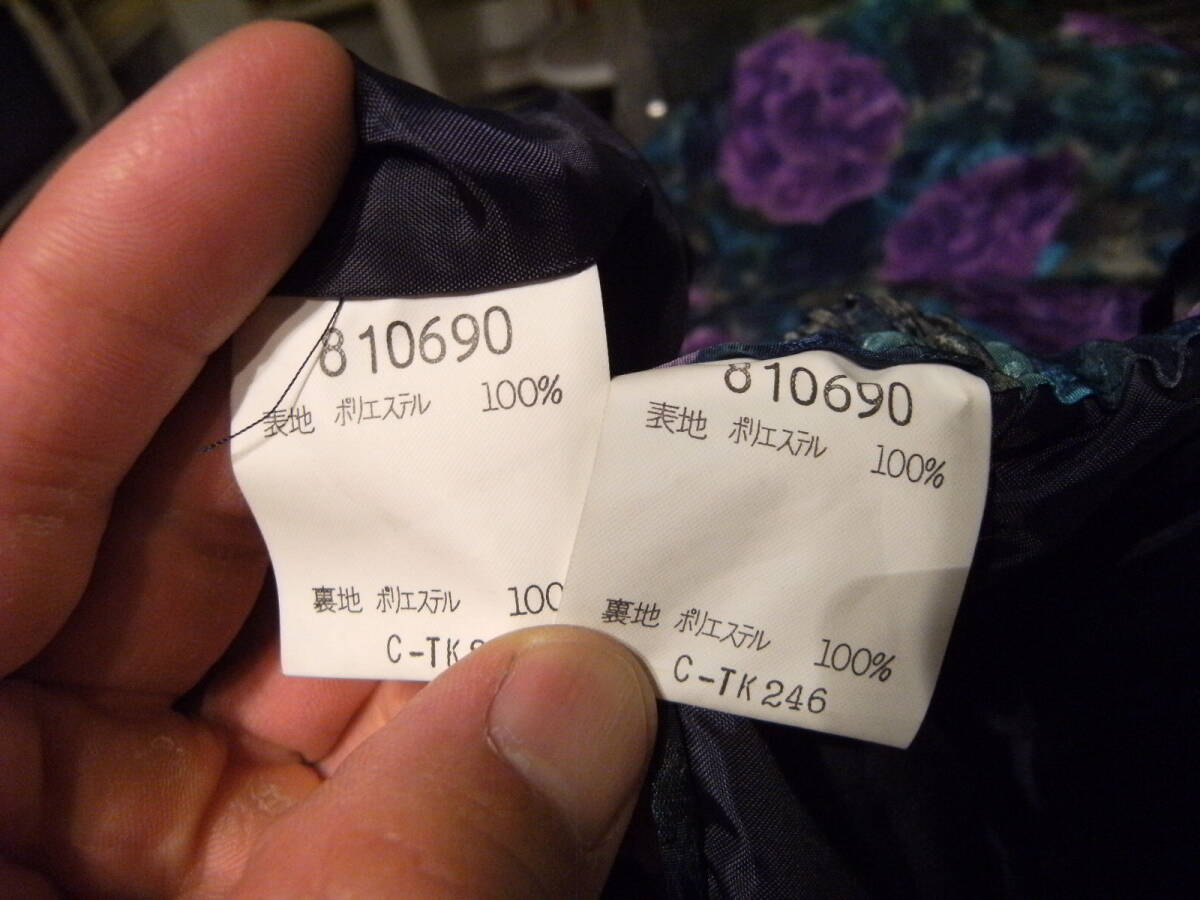 810690
表地 ポリエステル 100%
裏地 ポリエステル 100
C-TK
810690
表地 ポリエステル 100%
裏地 ポリエステル 100%
C-TK246